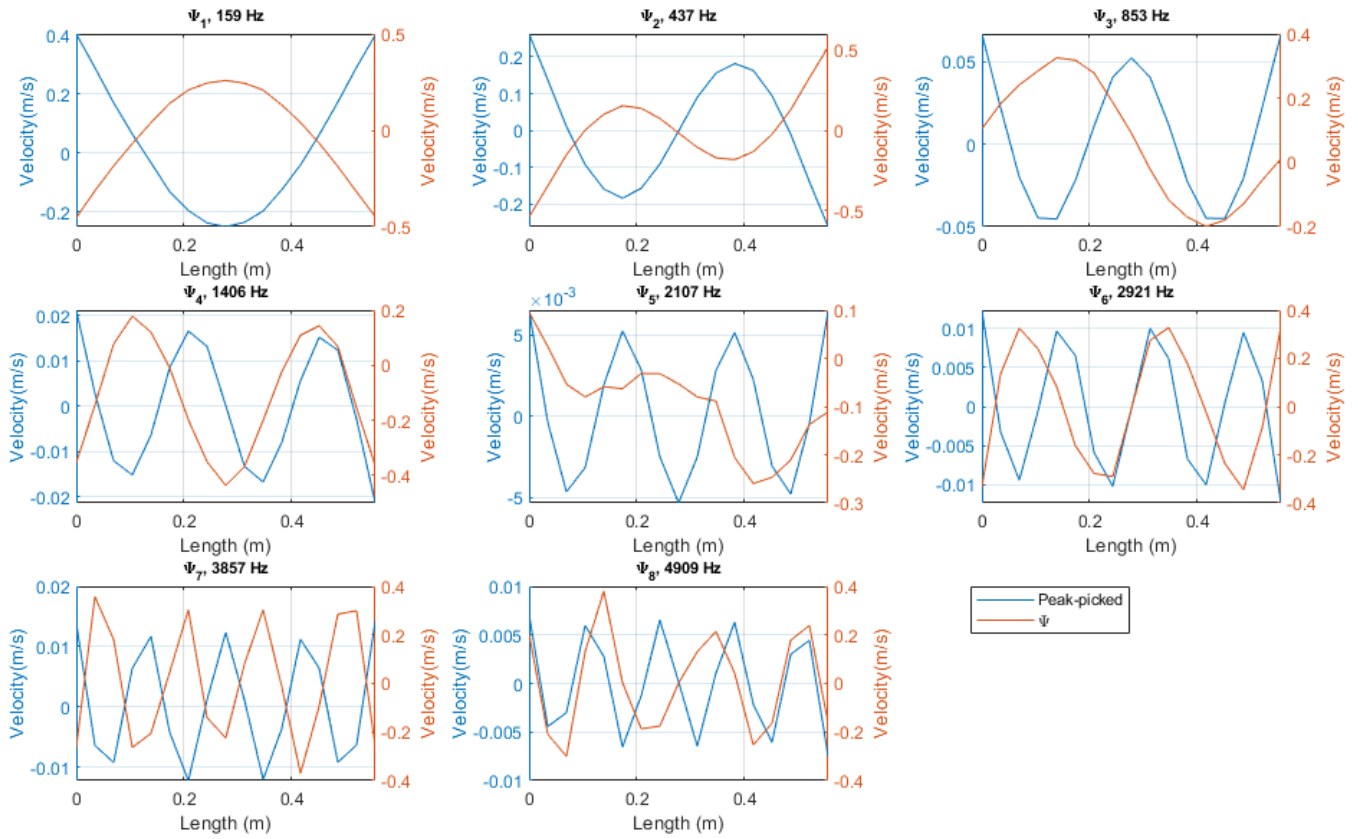 Ψ1, 159 Hz
0.4
0.2
0
-0.2
Velocity(m/s)
0.5
0
-0.5
Velocity(m/s)
0
0.2
0.4
Length (m)
Ψ2, 437 Hz
0.2
0.1
0
-0.1
-0.2
Velocity(m/s)
0.5
0
-0.5
Velocity(m/s)
0
0.2
0.4
Length (m)
Ψ3, 853 Hz
0.05
0
-0.05
Velocity(m/s)
0.4
0.2
0
-0.2
Velocity(m/s)
0
0.2
0.4
Length (m)
Ψ4, 1406 Hz
0.02
0.01
0
-0.01
-0.02
Velocity(m/s)
0.2
0
-0.2
-0.4
Velocity(m/s)
0
0.2
0.4
Length (m)
× 10-3
Ψ5, 2107 Hz
5
0
-5
Velocity(m/s)
0.1
0
-0.1
-0.2
-0.3
Velocity(m/s)
0
0.2
0.4
Length (m)
Ψ6, 2921 Hz
0.01
0.005
0
-0.005
-0.01
Velocity(m/s)
0.4
0.2
0
-0.2
-0.4
Velocity(m/s)
0
0.2
0.4
Length (m)
Ψ7, 3857 Hz
0.02
0.01
0
-0.01
Velocity(m/s)
0.4
0.2
0
-0.2
-0.4
Velocity(m/s)
0
0.2
0.4
Length (m)
Ψ8, 4909 Hz
0.01
0.005
0
-0.005
-0.01
Velocity(m/s)
0.4
0.2
0
-0.2
-0.4
Velocity(m/s)
0
0.2
0.4
Length (m)
Peak-picked
Ψ